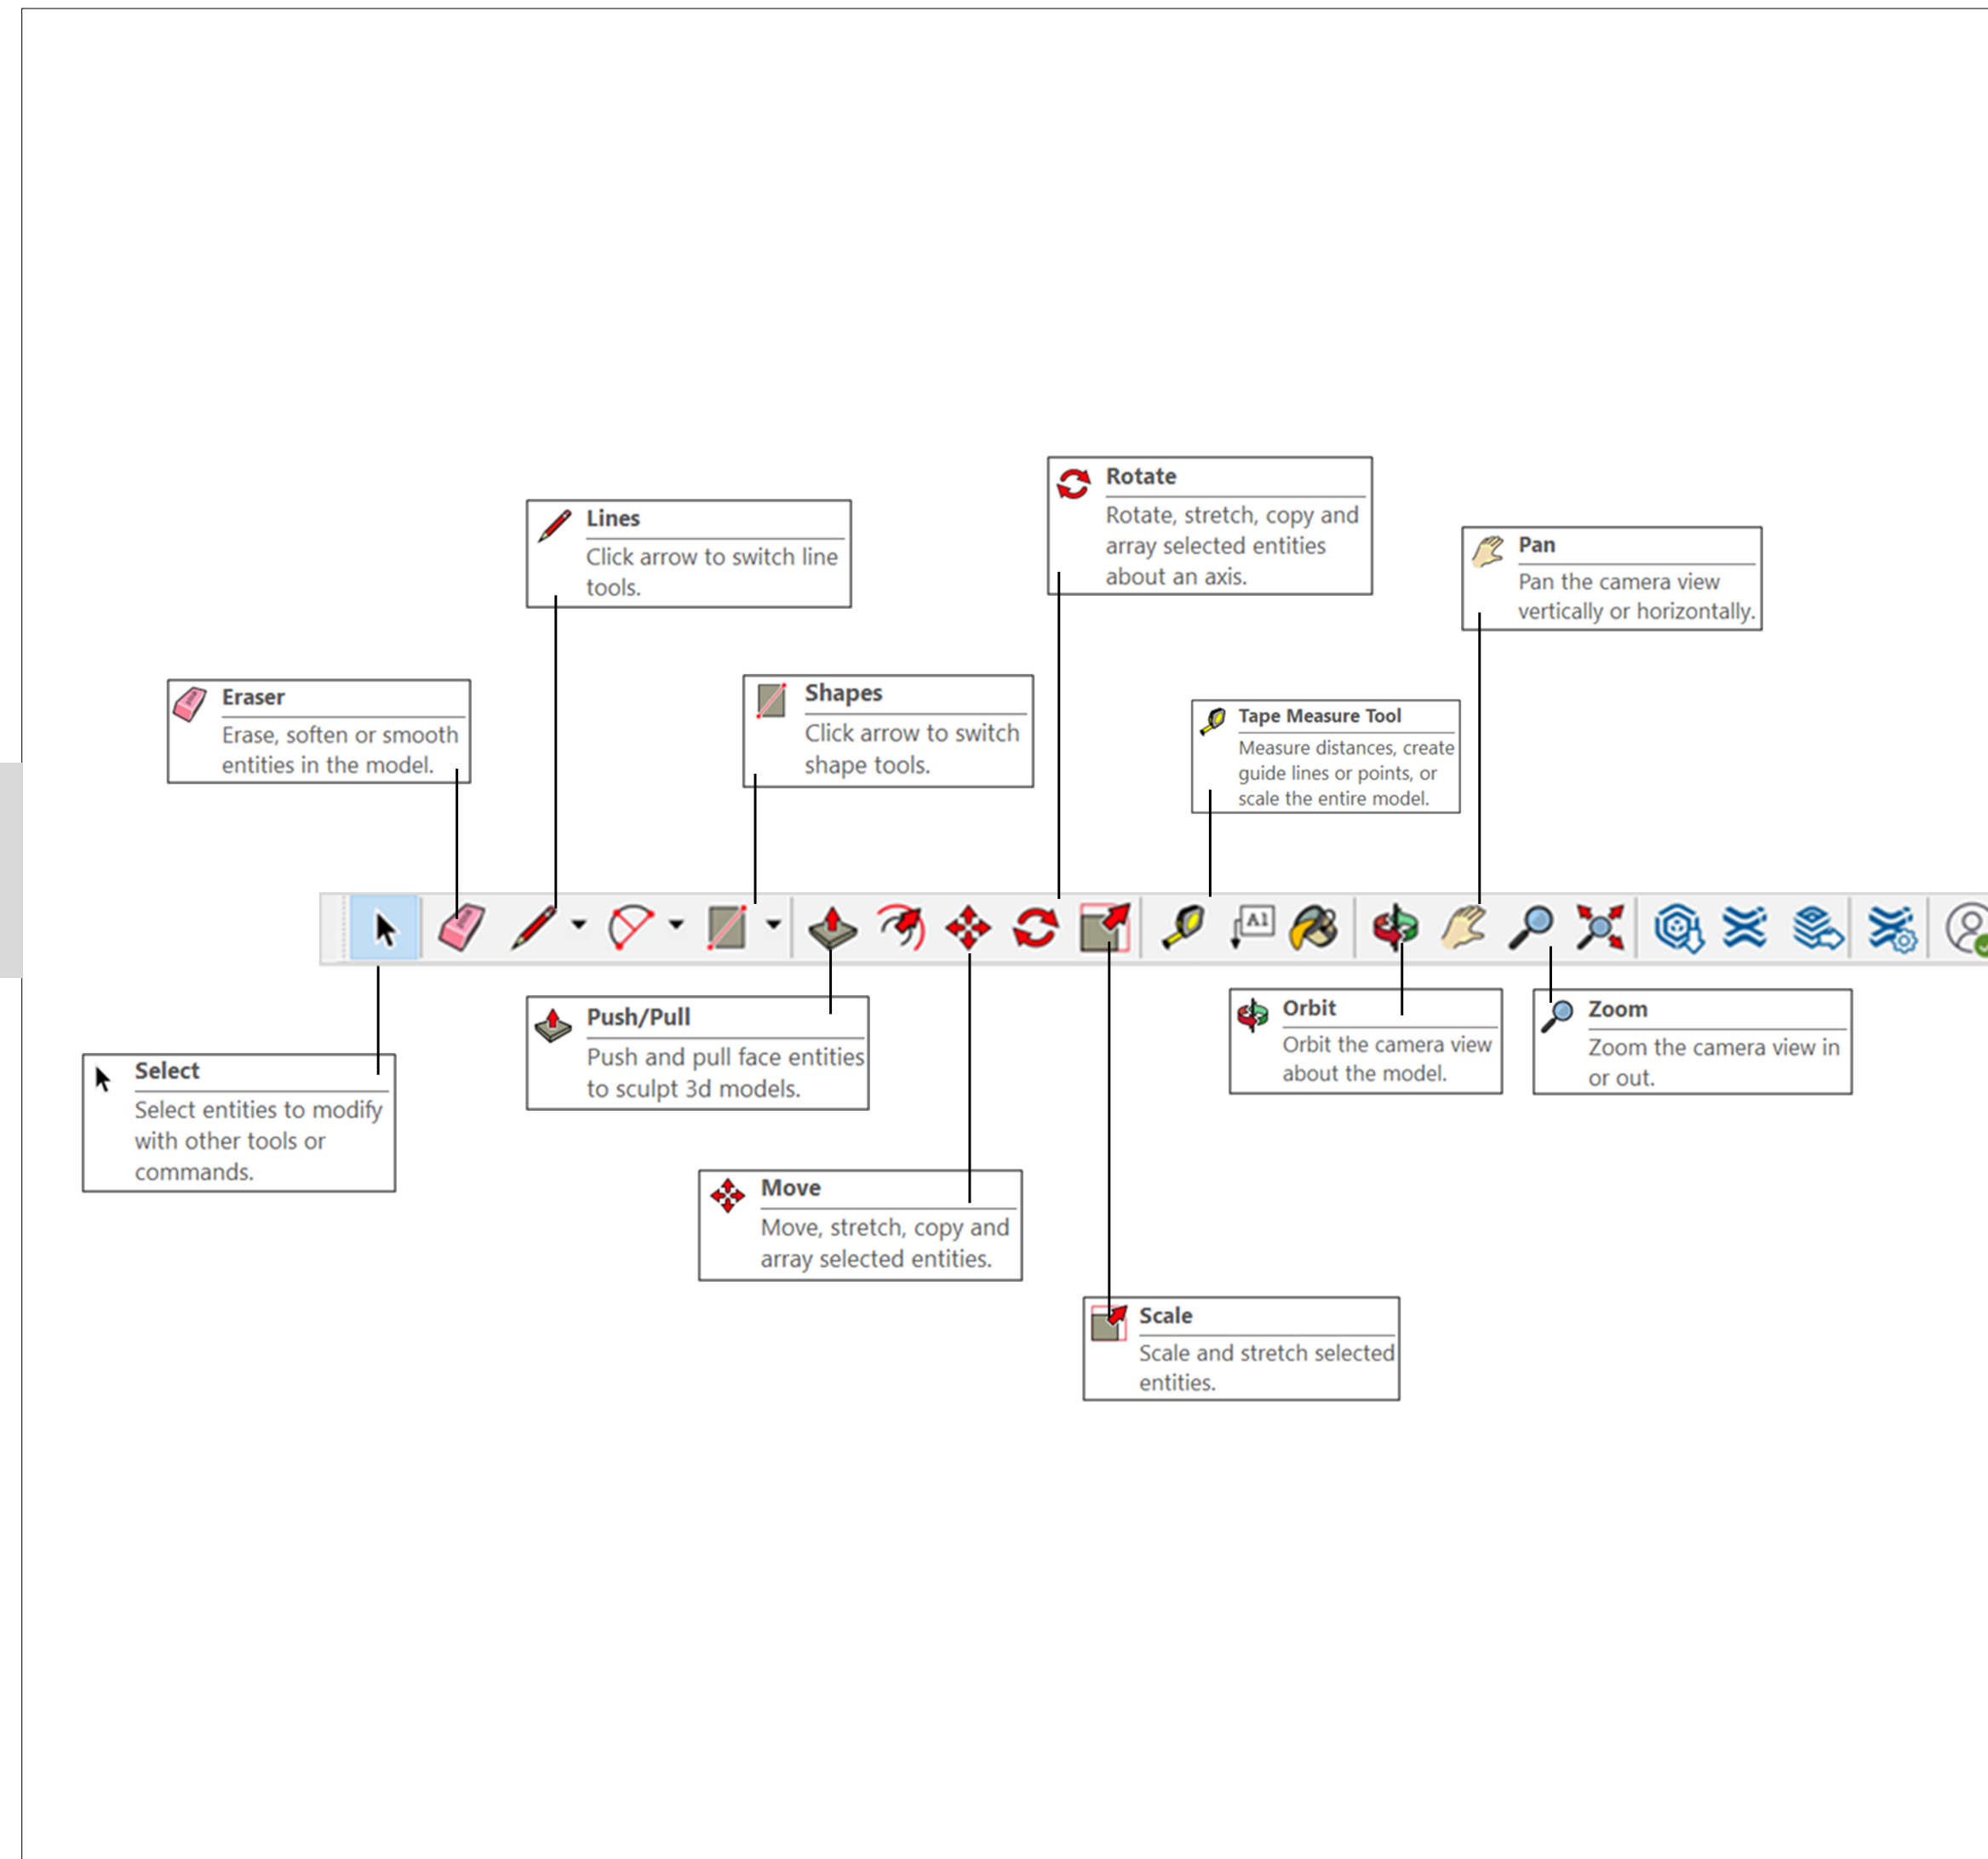 Rotate
Rotate, stretch, copy and
array selected entities
about an axis.
Lines
Click arrow to switch line
tools.
Pan
Pan the camera view
vertically or horizontally.
Eraser
Erase, soften or smooth
entities in the model.
Shapes
Click arrow to switch
shape tools.
Tape Measure Tool
Measure distances, create
guide lines or points, or
scale the entire model.
A1
Push/Pull
Push and pull face entities
to sculpt 3d models.
Orbit
Orbit the camera view
about the model.
Zoom
Zoom the camera view in
or out.
Select
Select entities to modify
with other tools or
commands.
Move
Move, stretch, copy and
array selected entities.
Scale
Scale and stretch selected
entities.